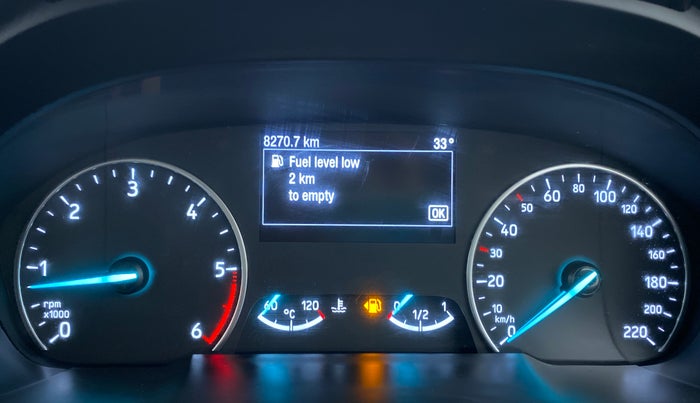 8270.7 km 33°
Fuel level low
2 km
to empty
OK
0 1 2 3 4 5 6
rpm
x1000
60 120
°C
0 1/2 1
0 10 20 30 40 50 60 80 100 120 140 160 180 200 220
km/h